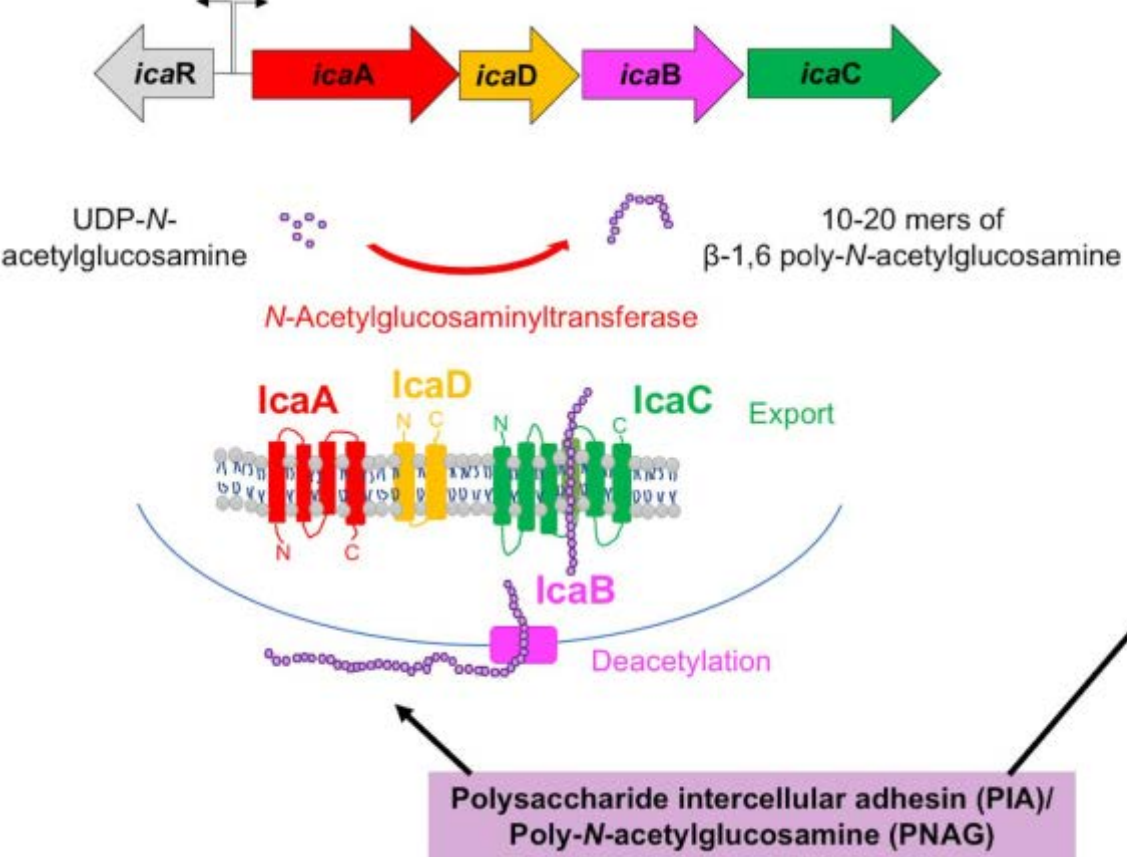 icaR icaA icaD icaB icaC
UDP-N-
acetylglucosamine
10-20 mers of
β-1,6 poly-N-acetylglucosamine
N-Acetylglucosaminyltransferase
IcaA
IcaD
IcaC
Export
N C N C
N C
IcaB
Deacetylation
Polysaccharide intercellular adhesin (PIA)/
Poly-N-acetylglucosamine (PNAG)